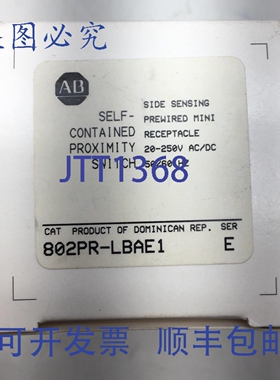 是图必究
AB
SELF-
CONTAINED
PROXIMITY
SWITCH
SIDE SENSING
PREWIRED MINI
RECEPTACLE
20-250V AC/DC
50/60 HZ
JTT1368
CAT PRODUCT OF DOMINICAN REP. SER
802PR-LBAE1 E
可开发票 顺丰包邮